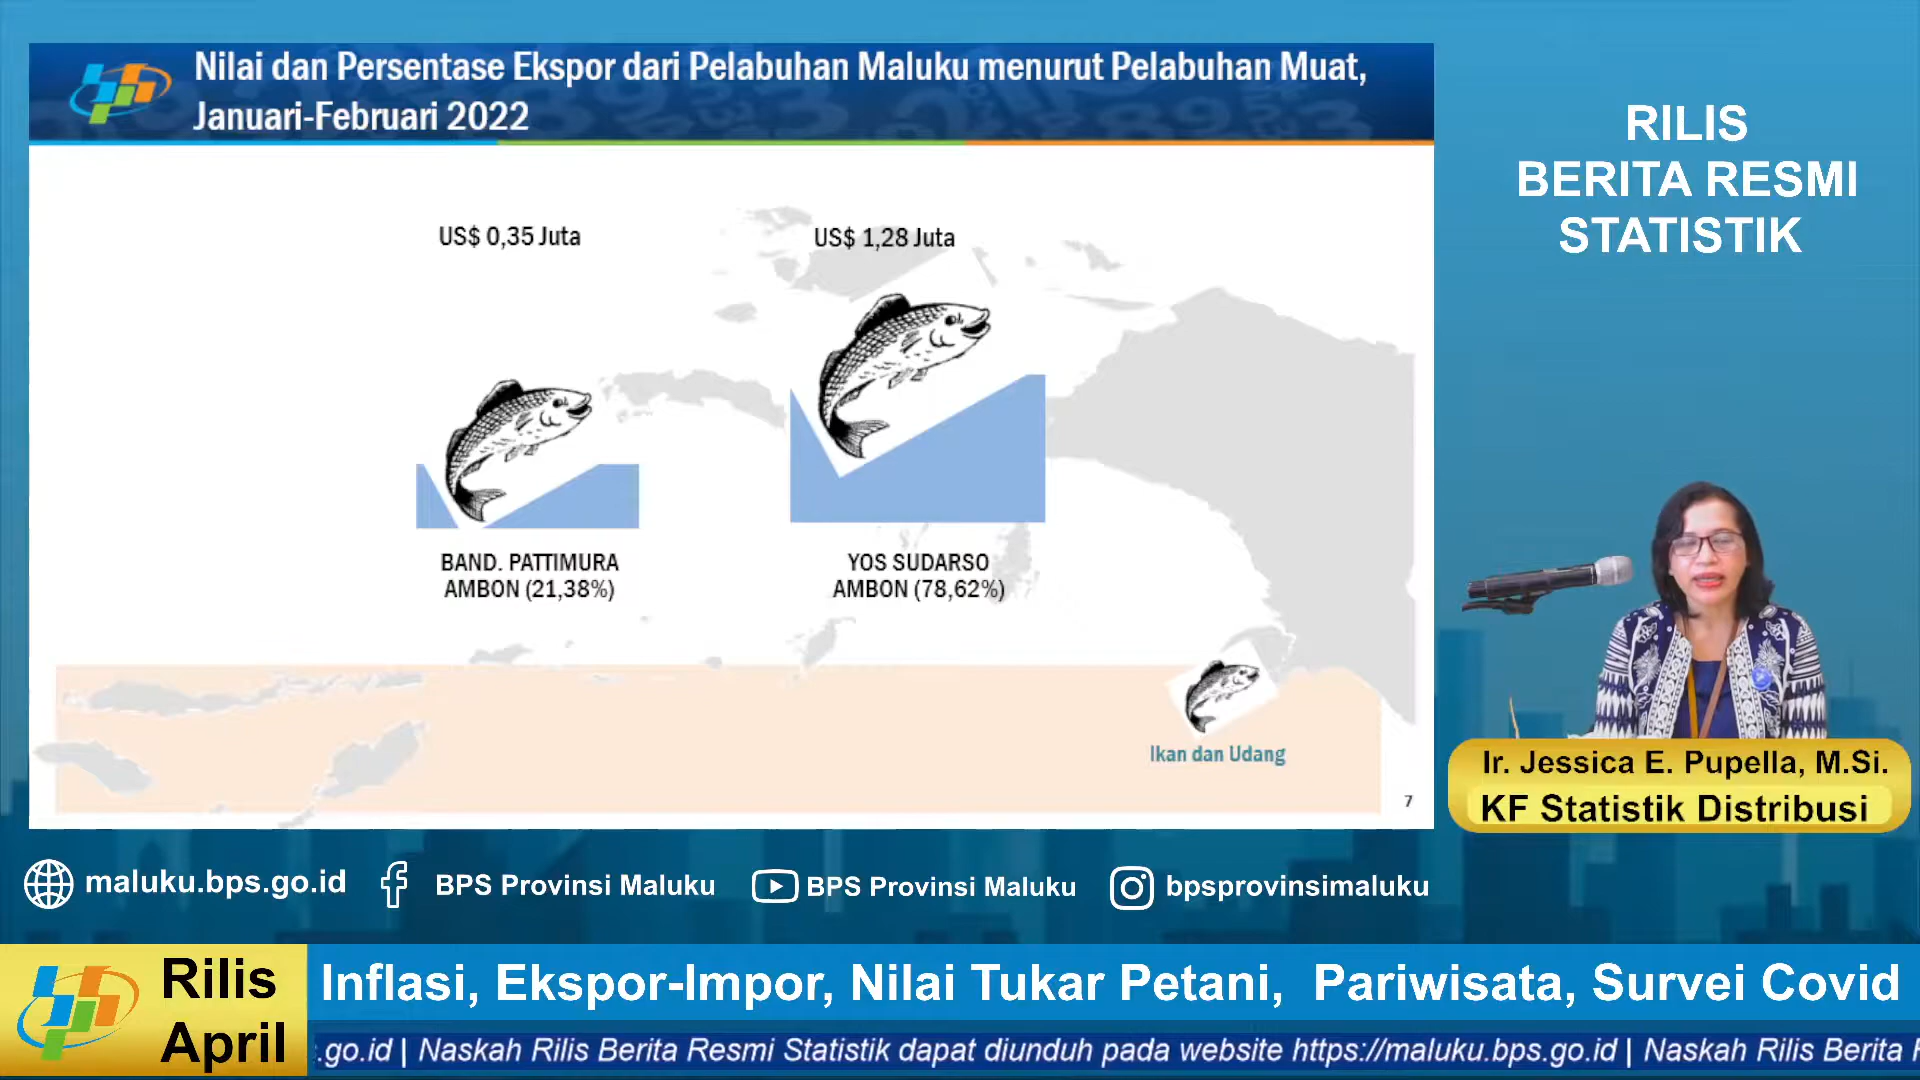 Nilai dan Persentase Ekspor dari Pelabuhan Maluku menurut Pelabuhan Muat,
Januari-Februari 2022
US$ 0,35 Juta
US$ 1,28 Juta
BAND. PATTIMURA
AMBON (21,38%)
YOS SUDARSO
AMBON (78,62%)
Ikan dan Udang
7
RILIS
BERITA RESMI
STATISTIK
Ir. Jessica E. Pupella, M.Si.
KF Statistik Distribusi
maluku.bps.go.id
BPS Provinsi Maluku
BPS Provinsi Maluku
bpsprovinsimaluku
Rilis
April
Inflasi, Ekspor-Impor, Nilai Tukar Petani, Pariwisata, Survei Covid
.go.id | Naskah Rilis Berita Resmi Statistik dapat diunduh pada website https://maluku.bps.go.id | Naskah Rilis Berita